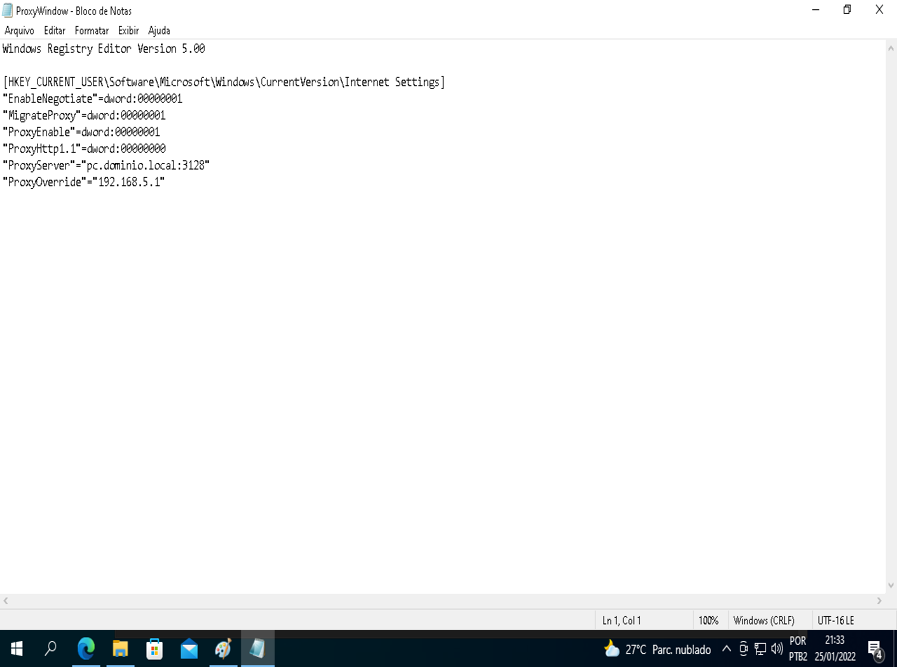 ProxyWindow - Bloco de Notas
Arquivo Editar Formatar Exibir Ajuda
Windows Registry Editor Version 5.00
[HKEY_CURRENT_USER\Software\Microsoft\Windows\CurrentVersion\Internet Settings]
"EnableNegotiate"=dword:00000001
"MigrateProxy"=dword:00000001
"ProxyEnable"=dword:00000001
"ProxyHttp1.1"=dword:00000000
"ProxyServer"="pc.dominio.local:3128"
"ProxyOverride"="192.168.5.1"
Ln 1, Col 1 100% Windows (CRLF) UTF-16 LE
27°C Parc. nublado POR 21:33
PTB2 25/01/2022 4